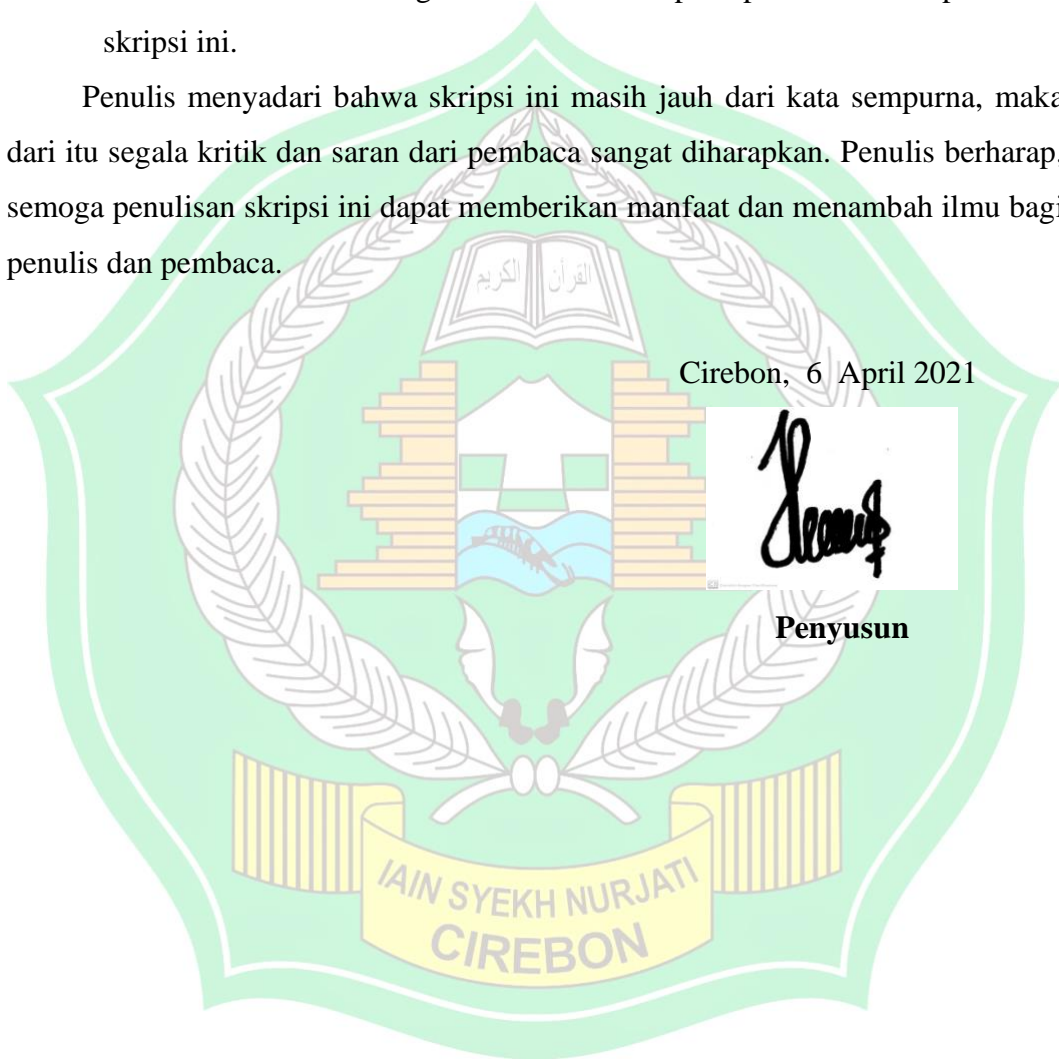 skripsi ini.
Penulis menyadari bahwa skripsi ini masih jauh dari kata sempurna, maka
dari itu segala kritik dan saran dari pembaca sangat diharapkan. Penulis berharap,
semoga penulisan skripsi ini dapat memberikan manfaat dan menambah ilmu bagi
penulis dan pembaca.
القرأن الكريم
Cirebon, 6 April 2021
Penyusun
IAIN SYEKH NURJATI
CIREBON